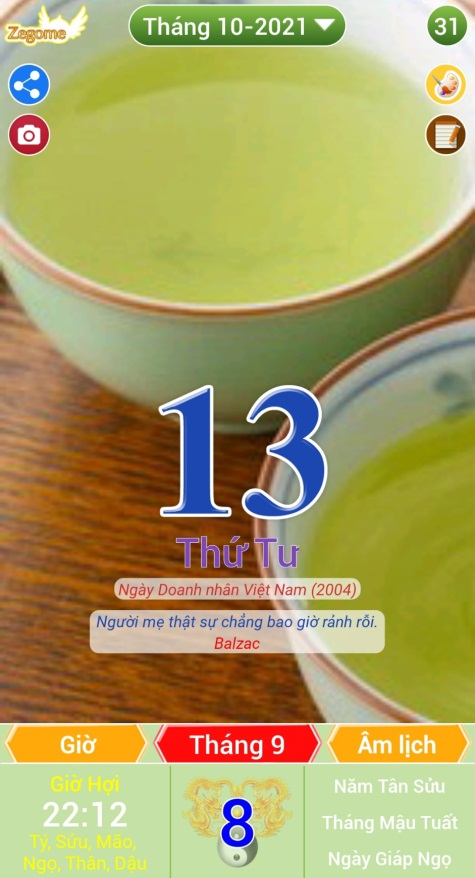 Zegome
Tháng 10-2021
31
13
Thứ Tư
Ngày Doanh nhân Việt Nam (2004)
Người mẹ thật sự chẳng bao giờ rảnh rỗi.
Balzac
Giờ
Tháng 9
Âm lịch
Giờ Hợi
22:12
Tý, Sửu, Mão,
Ngọ, Thân, Dậu
8
Năm Tân Sửu
Tháng Mậu Tuất
Ngày Giáp Ngọ